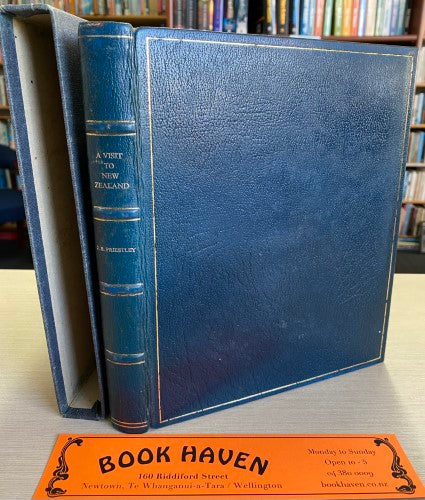 A VISIT
TO
NEW
ZEALAND
J. B. PRIESTLEY
BOOK HAVEN
160 Riddiford Street
Newtown, Te Whanganui-a-Tara / Wellington
Monday to Sunday
Open 10 - 5
04 380 0009
bookhaven.co.nz